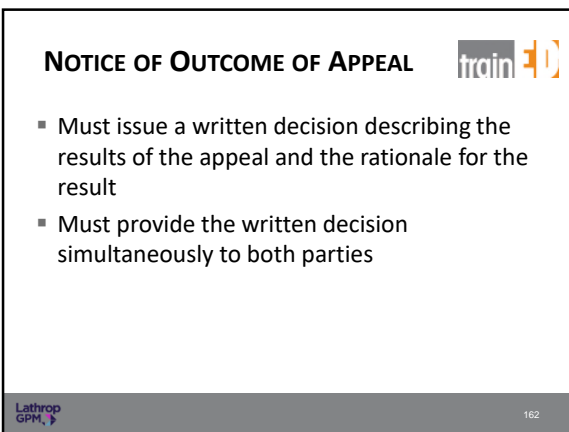 NOTICE OF OUTCOME OF APPEAL
trainED
▪ Must issue a written decision describing the
results of the appeal and the rationale for the
result
▪ Must provide the written decision
simultaneously to both parties
Lathrop
GPM
162